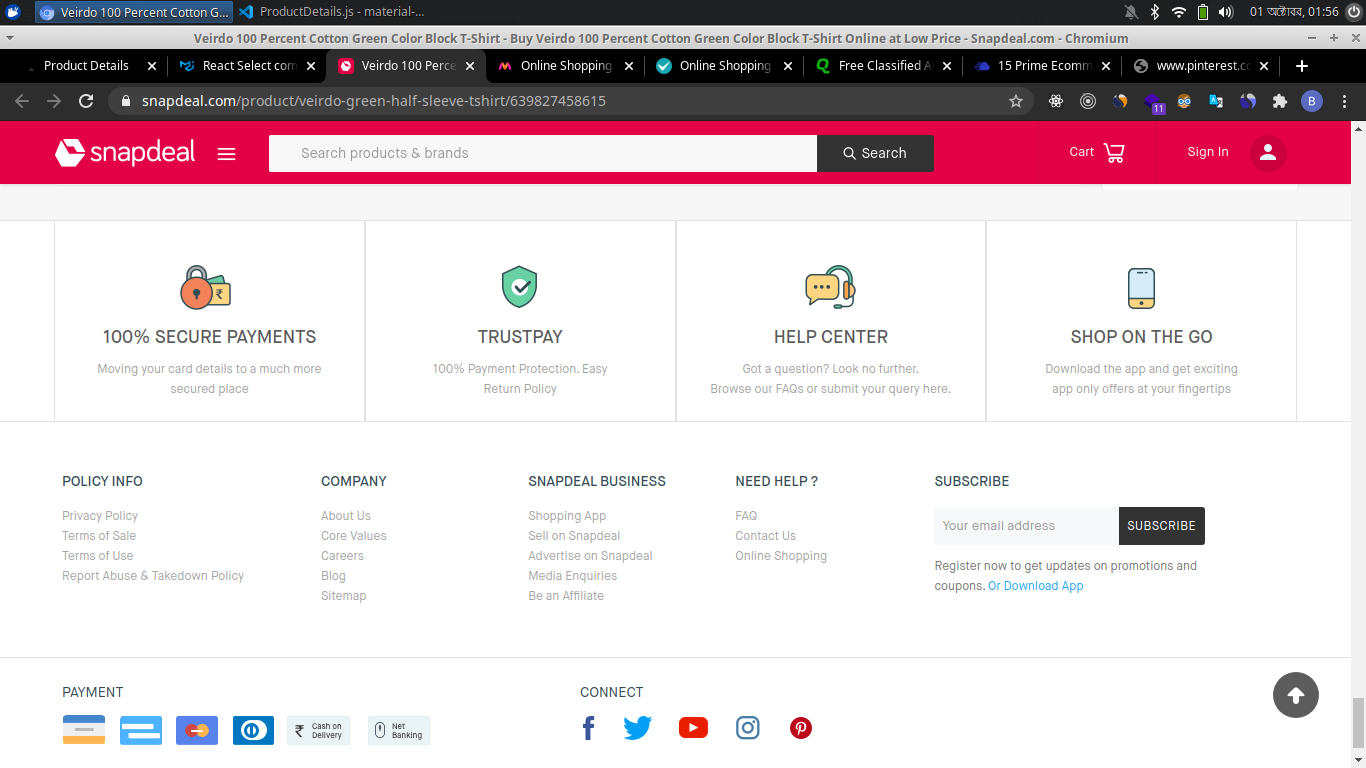 Veirdo 100 Percent Cotton G...
ProductDetails.js - material-...
01 অক্টোবর, 01:56
Veirdo 100 Percent Cotton Green Color Block T-Shirt - Buy Veirdo 100 Percent Cotton Green Color Block T-Shirt Online at Low Price - Snapdeal.com - Chromium
Product Details
React Select com
Veirdo 100 Perce
Online Shopping
Online Shopping
Free Classified A
15 Prime Ecomm
www.pinterest.co
snapdeal.com/product/veirdo-green-half-sleeve-tshirt/639827458615
11
B
snapdeal
Search products & brands
Search
Cart
Sign In
100% SECURE PAYMENTS
Moving your card details to a much more
secured place
TRUSTPAY
100% Payment Protection. Easy
Return Policy
HELP CENTER
Got a question? Look no further.
Browse our FAQs or submit your query here.
SHOP ON THE GO
Download the app and get exciting
app only offers at your fingertips
POLICY INFO
Privacy Policy
Terms of Sale
Terms of Use
Report Abuse & Takedown Policy
COMPANY
About Us
Core Values
Careers
Blog
Sitemap
SNAPDEAL BUSINESS
Shopping App
Sell on Snapdeal
Advertise on Snapdeal
Media Enquiries
Be an Affiliate
NEED HELP ?
FAQ
Contact Us
Online Shopping
SUBSCRIBE
Your email address
SUBSCRIBE
Register now to get updates on promotions and
coupons. Or Download App
PAYMENT
₹ Cash on
Delivery
Net
Banking
CONNECT